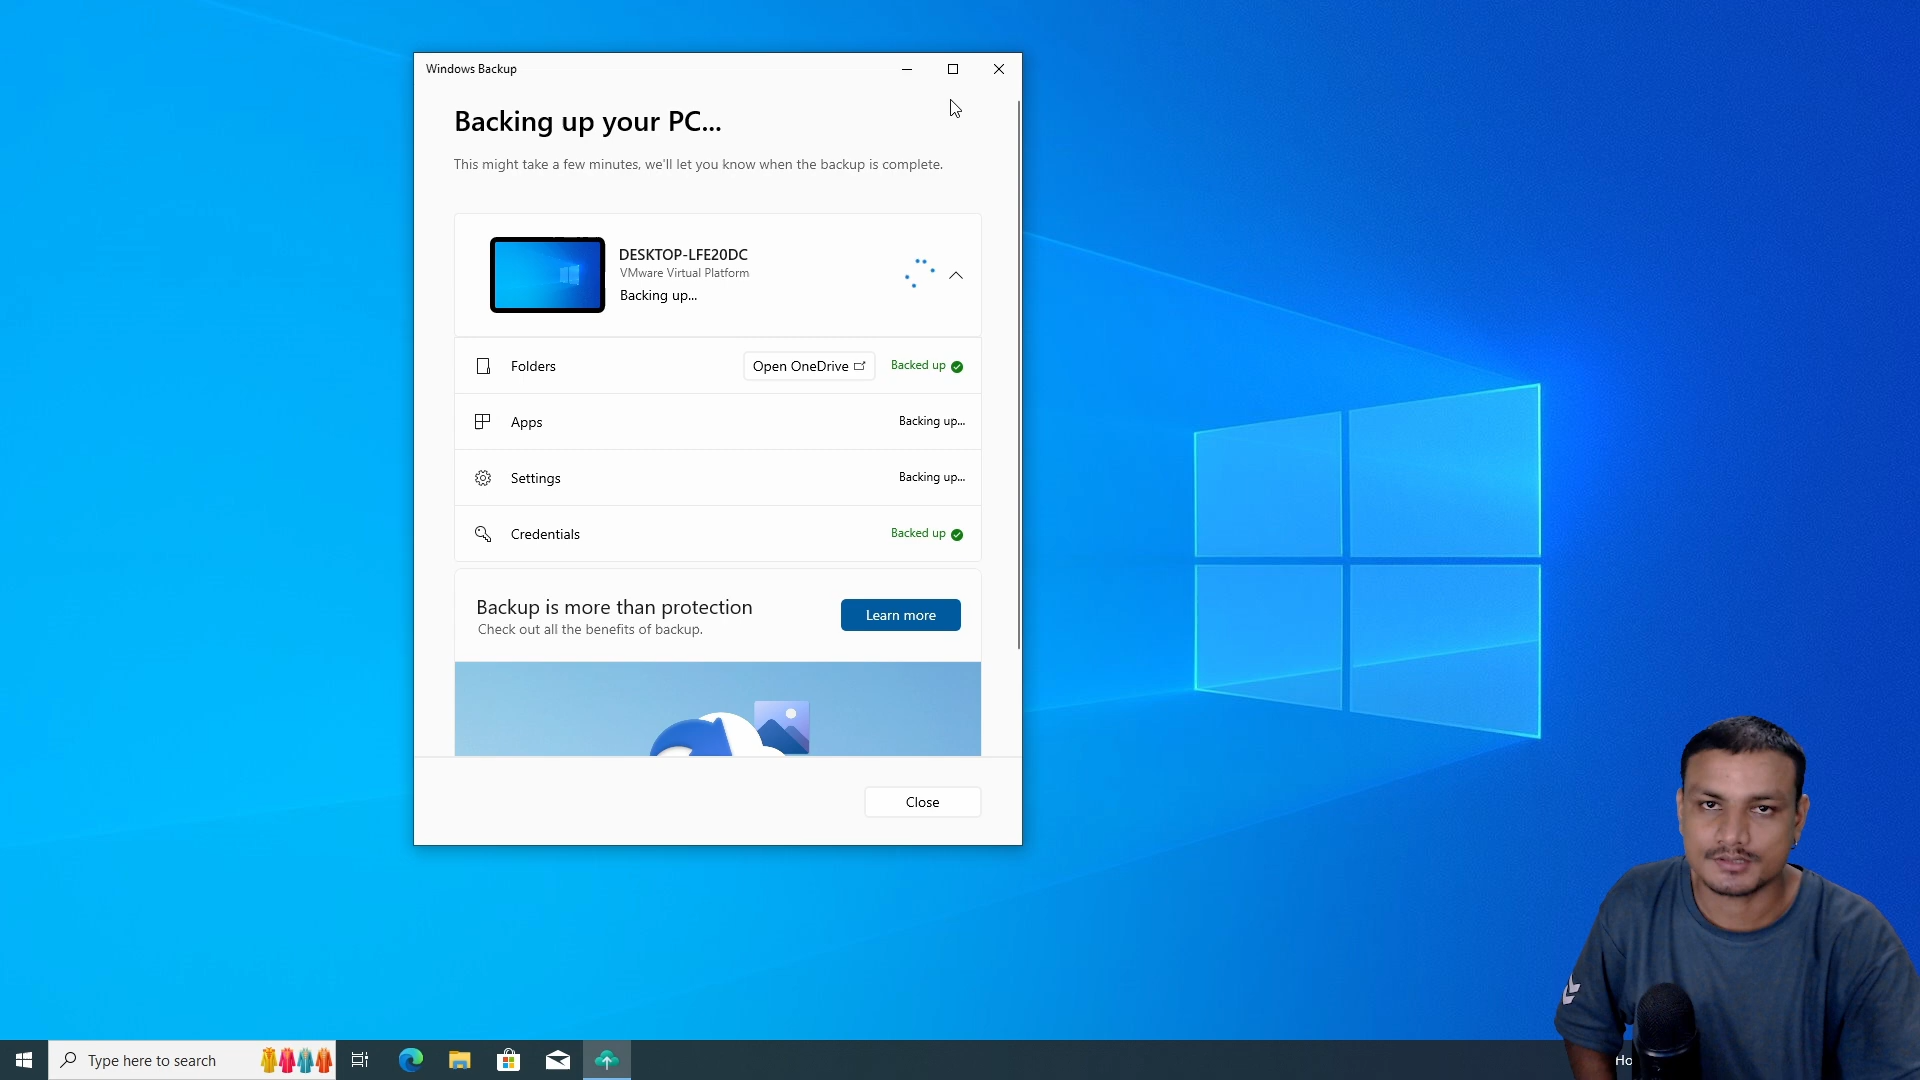 Windows Backup
Backing up your PC...
This might take a few minutes, we'll let you know when the backup is complete.
DESKTOP-LFE20DC
VMware Virtual Platform
Backing up...
Folders
Open OneDrive
Backed up
Apps
Backing up...
Settings
Backing up...
Credentials
Backed up
Backup is more than protection
Learn more
Check out all the benefits of backup.
Close
Type here to search
Ho